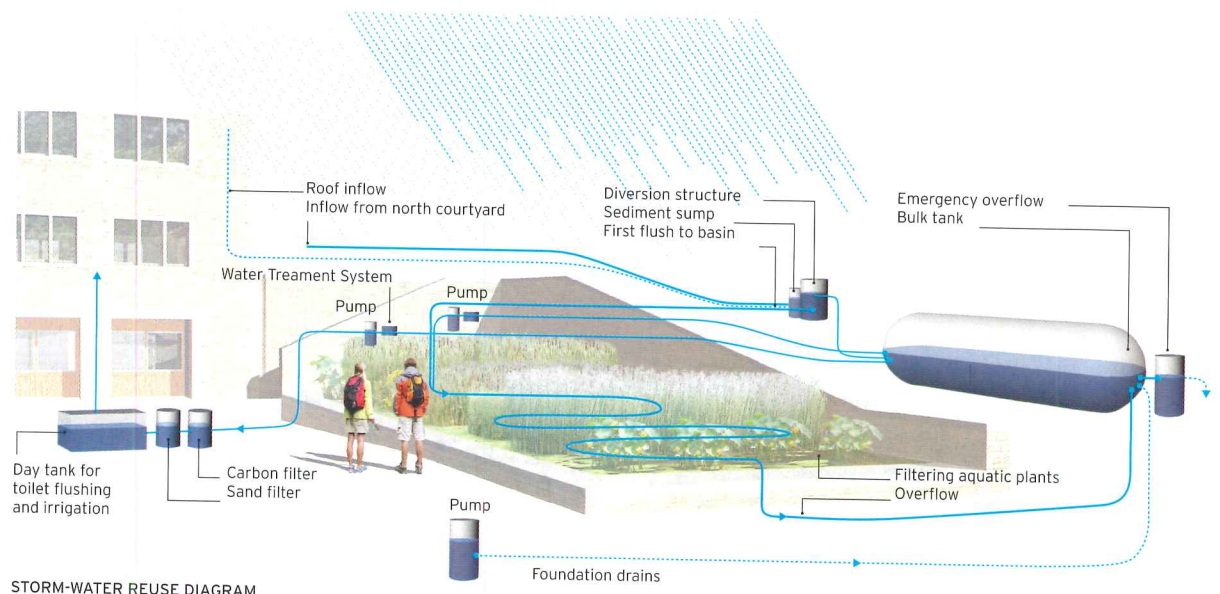 Roof inflow
Inflow from north courtyard
Diversion structure
Sediment sump
First flush to basin
Emergency overflow
Bulk tank
Water Treament System
Pump
Pump
Day tank for
toilet flushing
and irrigation
Carbon filter
Sand filter
Filtering aquatic plants
Overflow
Pump
Foundation drains
STORM-WATER REUSE DIAGRAM